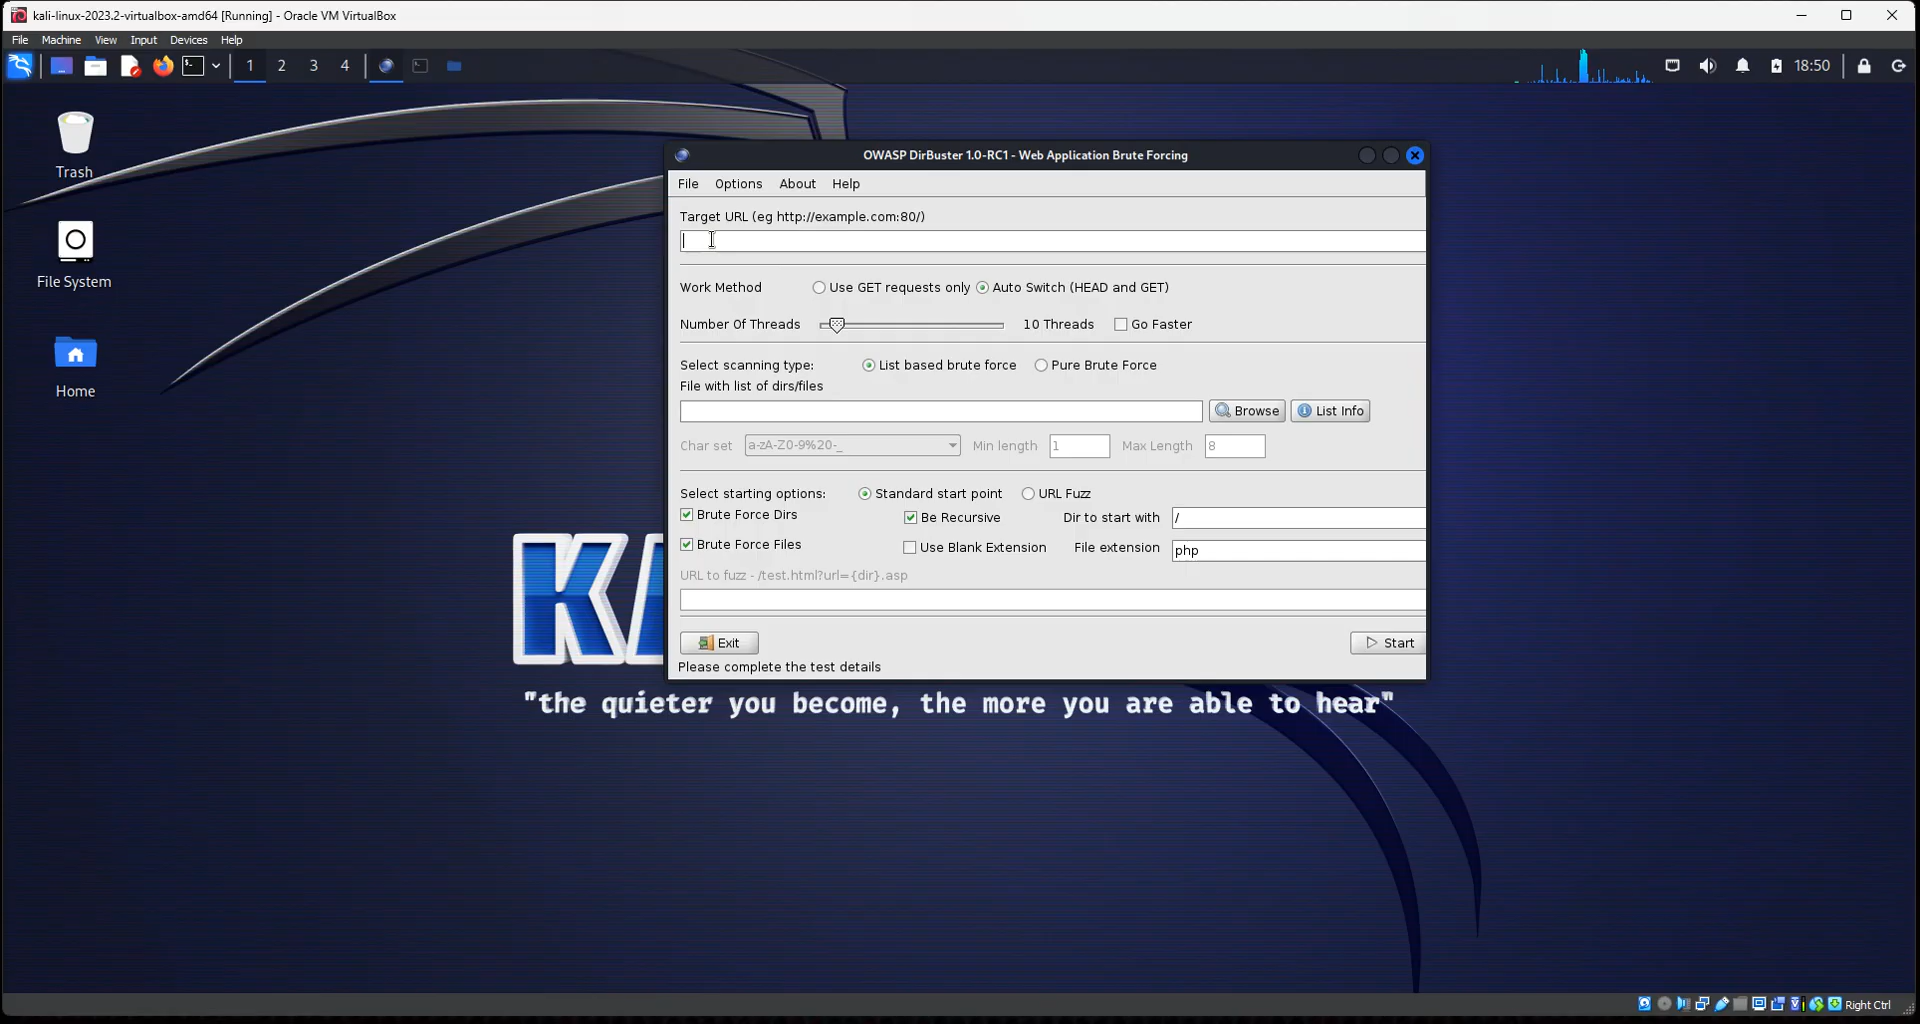 kali-linux-2023.2-virtualbox-amd64 [Running] - Oracle VM VirtualBox
File Machine View Input Devices Help
1 2 3 4 18:50
Trash
File System
Home
OWASP DirBuster 1.0-RC1 - Web Application Brute Forcing
File Options About Help
Target URL (eg http://example.com:80/)
Work Method Use GET requests only Auto Switch (HEAD and GET)
Number Of Threads 10 Threads Go Faster
Select scanning type: List based brute force Pure Brute Force
File with list of dirs/files
Browse List Info
Char set a-zA-Z0-9%20-_ Min length 1 Max Length 8
Select starting options: Standard start point URL Fuzz
Brute Force Dirs Be Recursive Dir to start with /
Brute Force Files Use Blank Extension File extension php
URL to fuzz - /test.html?url={dir}.asp
Exit Start
Please complete the test details
KA
"the quieter you become, the more you are able to hear"
Right Ctrl